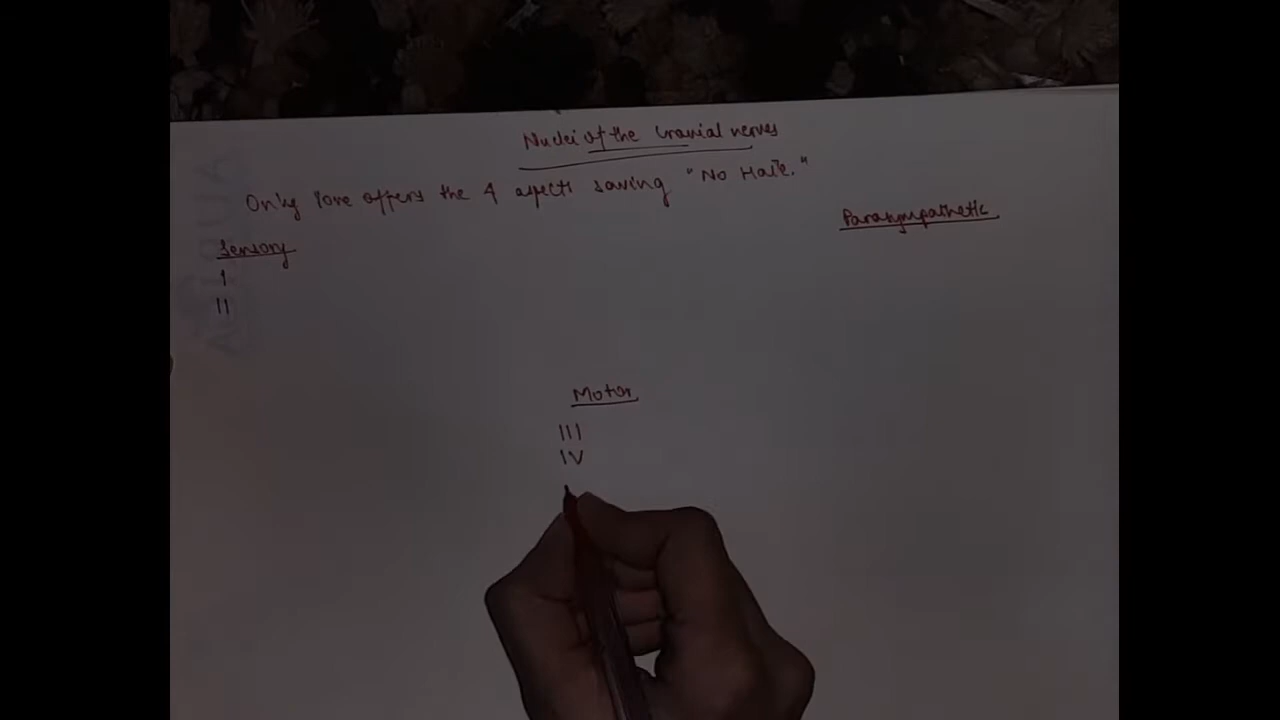 Nuclei of the Cranial nerves
Only love offers the 4 aspects saving "No Hate."
Parasympathetic
Sensory
I
II
Motor
III
IV